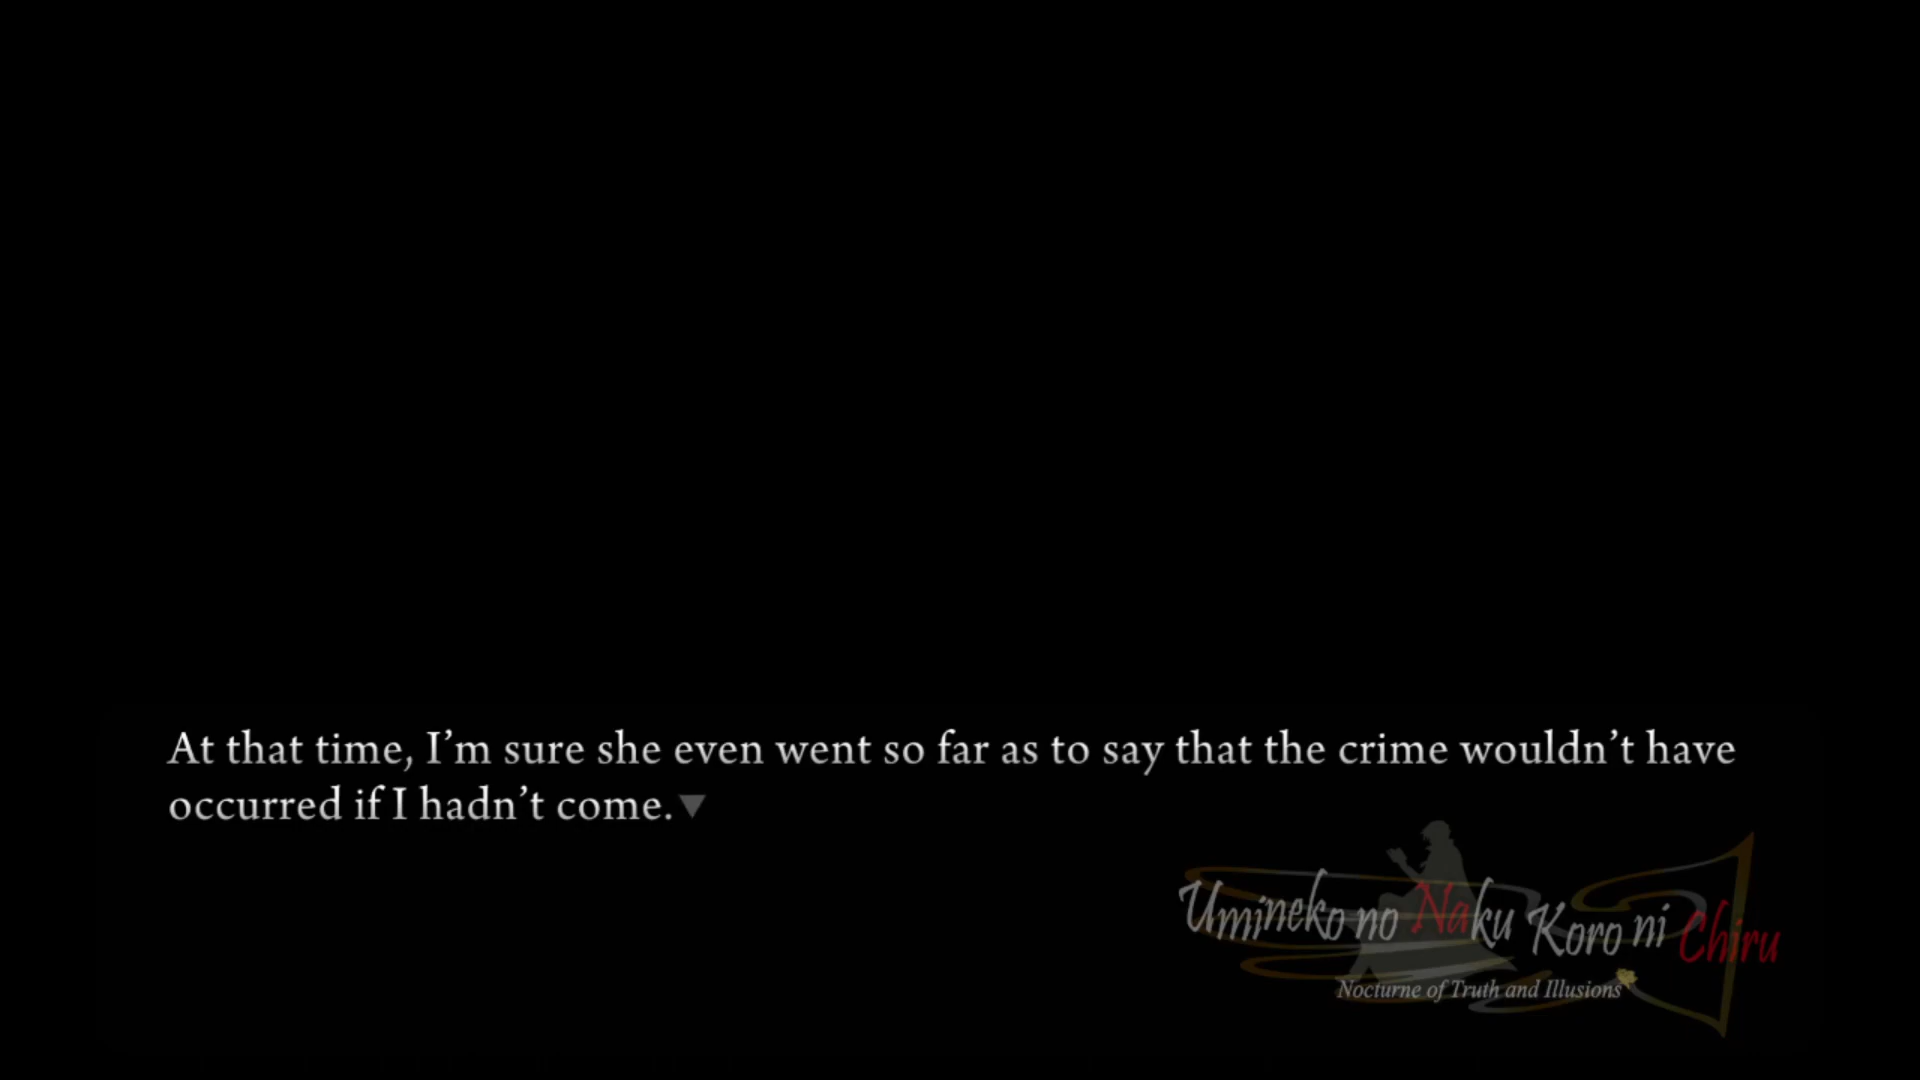 At that time, I’m sure she even went so far as to say that the crime wouldn’t have
occurred if I hadn’t come.
Umineko no Naku Koro ni Chiru
Nocturne of Truth and Illusions